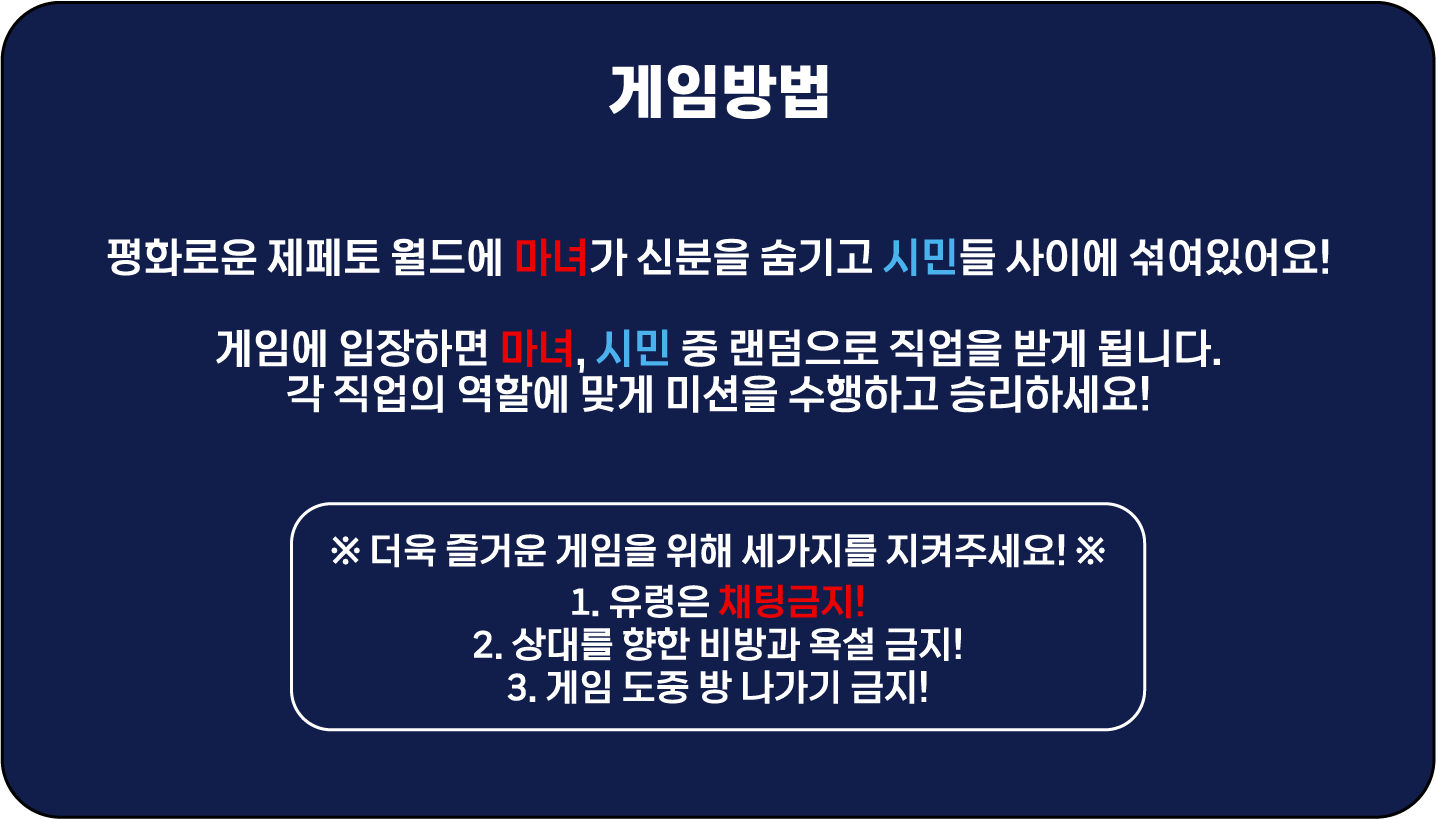 게임방법
평화로운 제페토 월드에 마녀가 신분을 숨기고 시민들 사이에 섞여있어요!
게임에 입장하면 마녀, 시민 중 랜덤으로 직업을 받게 됩니다.
각 직업의 역할에 맞게 미션을 수행하고 승리하세요!
※ 더욱 즐거운 게임을 위해 세가지를 지켜주세요! ※
1. 유령은 채팅금지!
2. 상대를 향한 비방과 욕설 금지!
3. 게임 도중 방 나가기 금지!